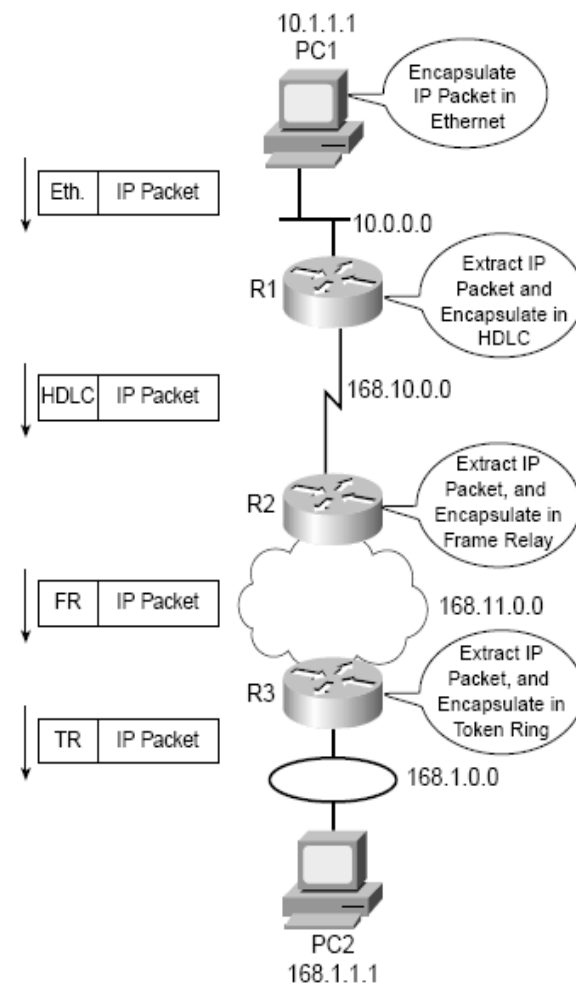 10.1.1.1
PC1
Encapsulate
IP Packet in
Ethernet
Eth. IP Packet
10.0.0.0
R1
Extract IP
Packet and
Encapsulate in
HDLC
HDLC IP Packet
168.10.0.0
R2
Extract IP
Packet, and
Encapsulate in
Frame Relay
FR IP Packet
168.11.0.0
R3
Extract IP
Packet, and
Encapsulate in
Token Ring
TR IP Packet
168.1.0.0
PC2
168.1.1.1